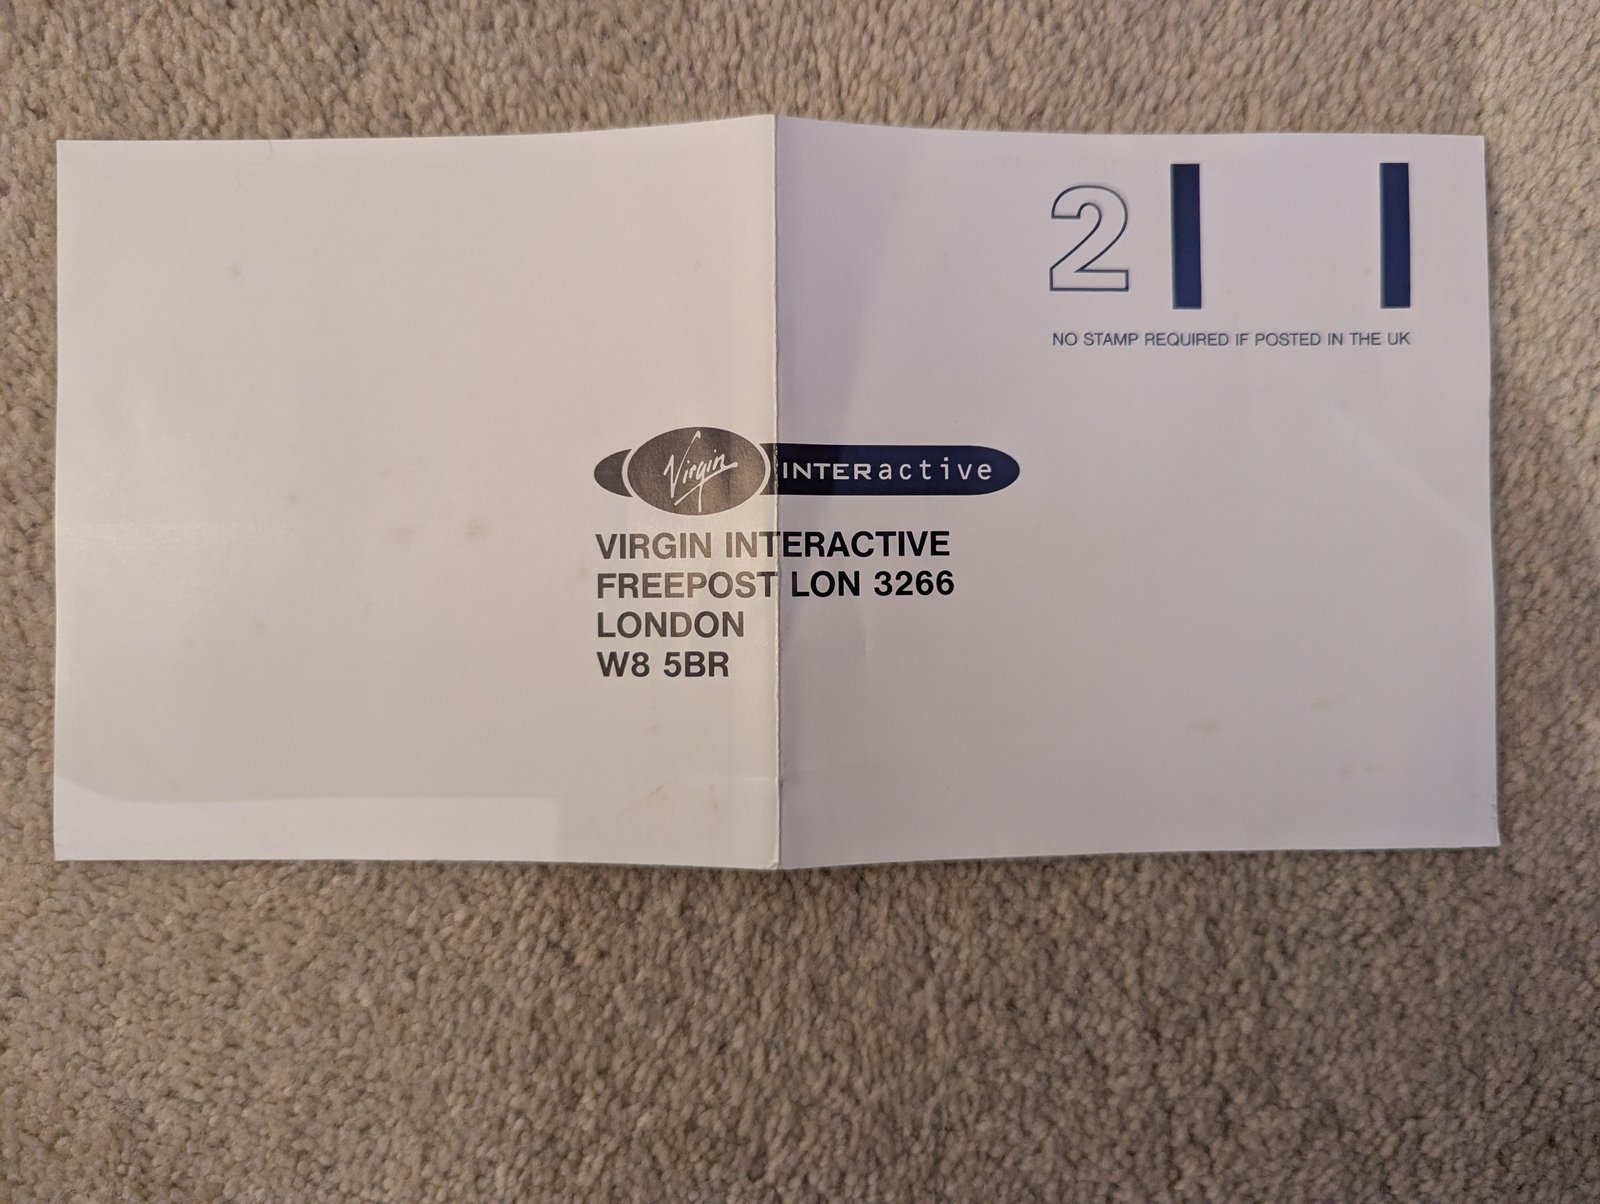 2
NO STAMP REQUIRED IF POSTED IN THE UK
Virgin INTERactive
VIRGIN INTERACTIVE
FREEPOST LON 3266
LONDON
W8 5BR